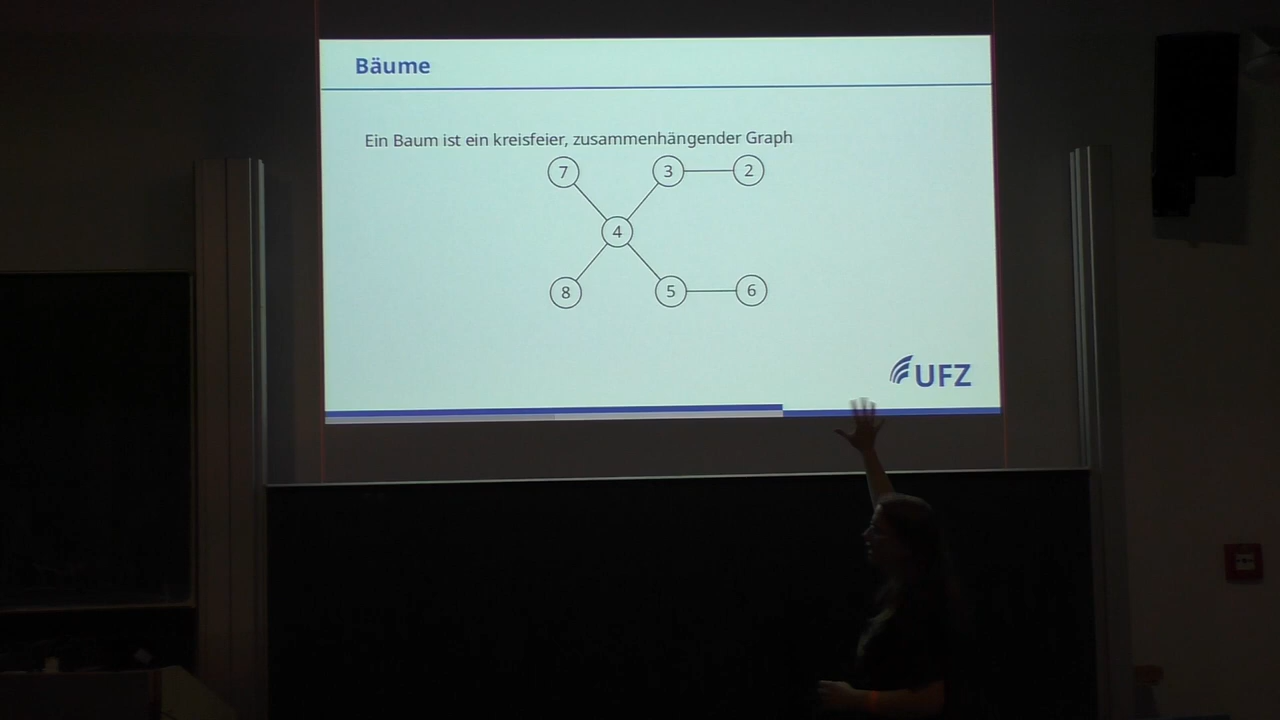 Bäume
Ein Baum ist ein kreisfeier, zusammenhängender Graph
7 3 2
4
8 5 6
UFZ